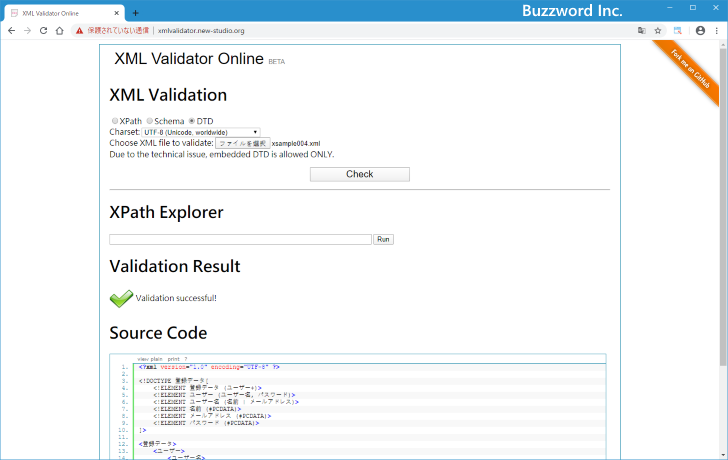 XML Validator Online
Buzzword Inc.
保護されていない通信 | xmlvalidator.new-studio.org
Fork me on GitHub
XML Validator Online BETA
XML Validation
XPath Schema DTD
Charset: UTF-8 (Unicode, worldwide)
Choose XML file to validate: ファイルを選択 xsample004.xml
Due to the technical issue, embedded DTD is allowed ONLY.
Check
XPath Explorer
Run
Validation Result
Validation successful!
Source Code
view plain print ?
1. <?xml version="1.0" encoding="UTF-8" ?>
2.
3. <!DOCTYPE 登録データ[
4. <!ELEMENT 登録データ (ユーザー+)>
5. <!ELEMENT ユーザー (ユーザー名, パスワード)>
6. <!ELEMENT ユーザー名 (名前 | メールアドレス)>
7. <!ELEMENT 名前 (#PCDATA)>
8. <!ELEMENT メールアドレス (#PCDATA)>
9. <!ELEMENT パスワード (#PCDATA)>
10. ]>
11.
12. <登録データ>
13. <ユーザー>
14. <ユーザー名>